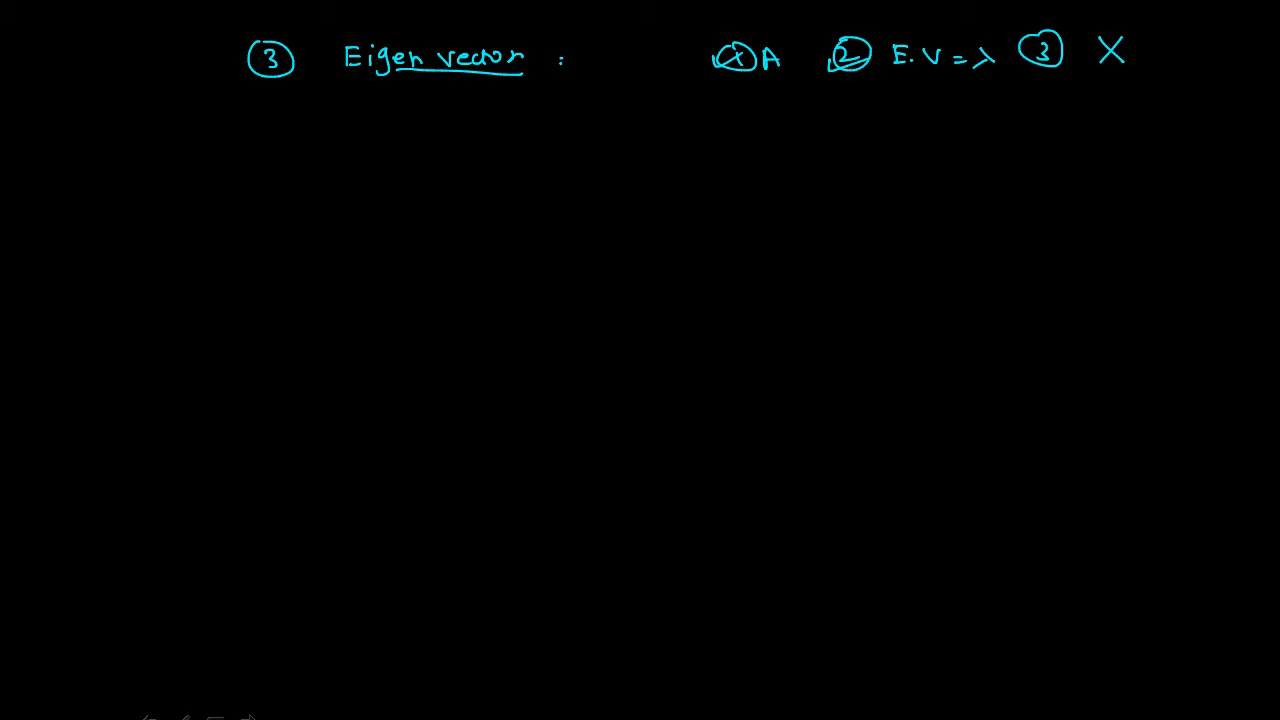 ③ Eigen vector : ① A ② E.V = λ ③ X